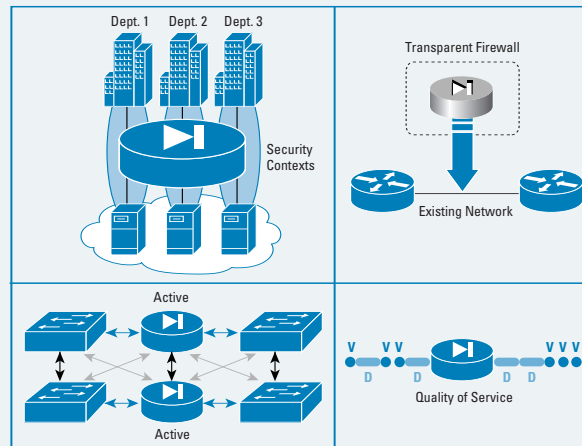 Dept. 1 Dept. 2 Dept. 3
Security
Contexts
Transparent Firewall
Existing Network
Active
Active
V V V V V V
D D D D
Quality of Service